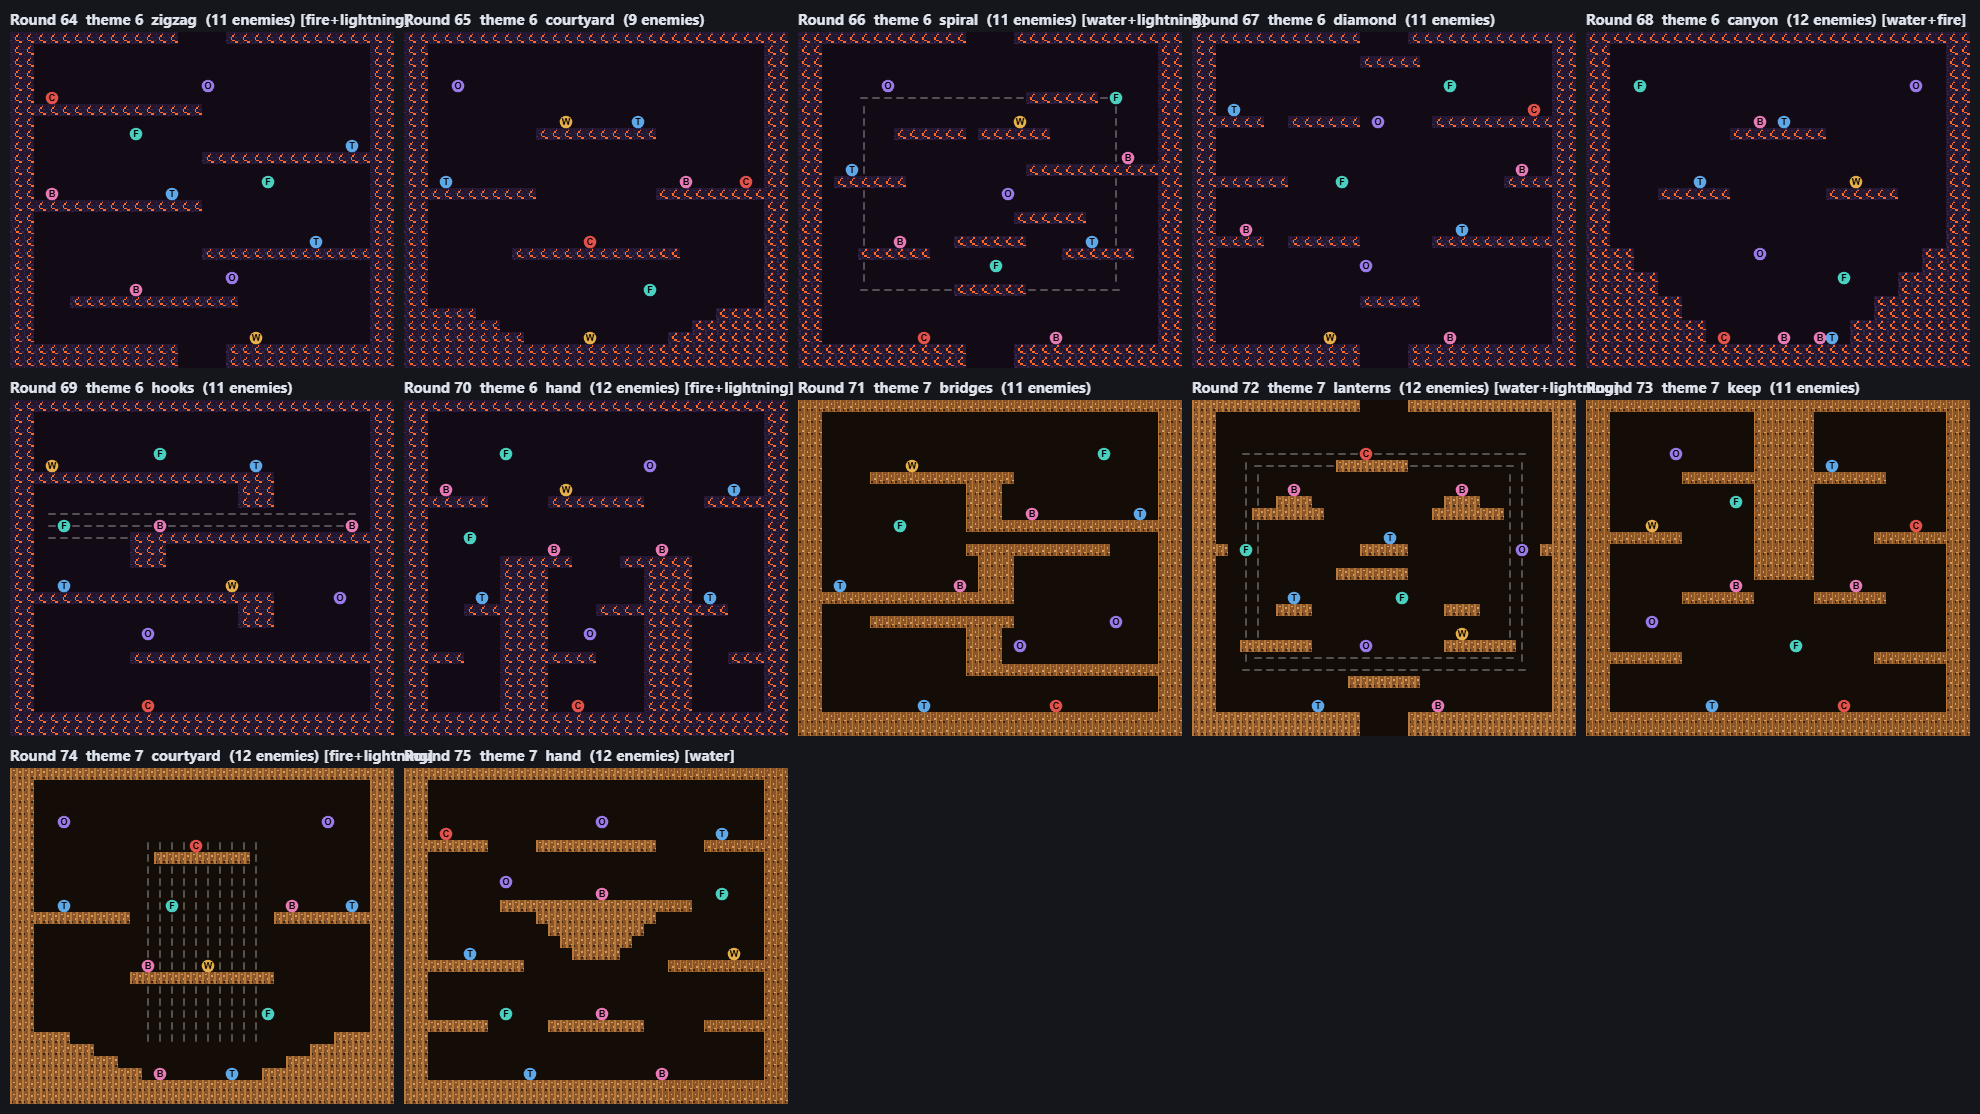 Round 64 theme 6 zigzag (11 enemies) [fire+lightning]
Round 65 theme 6 courtyard (9 enemies)
Round 66 theme 6 spiral (11 enemies) [water+lightning]
Round 67 theme 6 diamond (11 enemies)
Round 68 theme 6 canyon (12 enemies) [water+fire]
Round 69 theme 6 hooks (11 enemies)
Round 70 theme 6 hand (12 enemies) [fire+lightning]
Round 71 theme 7 bridges (11 enemies)
Round 72 theme 7 lanterns (12 enemies) [water+lightning]
Round 73 theme 7 keep (11 enemies)
Round 74 theme 7 courtyard (12 enemies) [fire+lightning]
Round 75 theme 7 hand (12 enemies) [water]